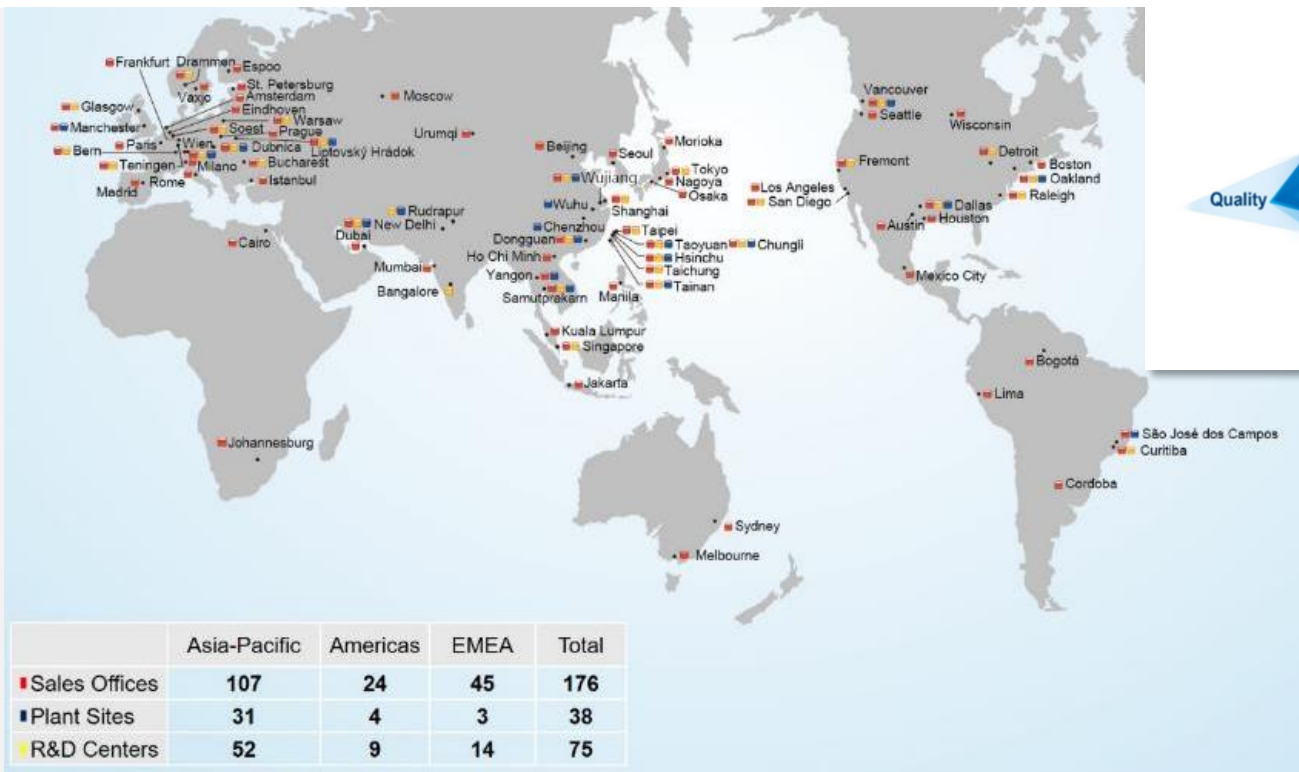 Frankfurt Drammen
Espoo
St. Petersburg
Växjö
Amsterdam
Eindhoven
Moscow
Glasgow
Warsaw
Manchester
Soest
Prague
Urumqi
Paris
Wien
Dubnica
Liptovský Hrádok
Bern
Teningen
Milano
Bucharest
Madrid
Rome
Istanbul
Beijing
Seoul
Morioka
Tokyo
Nagoya
Osaka
Wujiang
Wuhu
Shanghai
Rudrapur
New Delhi
Chenzhou
Taipei
Dubai
Dongguan
Taoyuan
Chungli
Cairo
Ho Chi Minh
Hsinchu
Mumbai
Taichung
Yangon
Tainan
Bangalore
Samutprakarn
Manila
Kuala Lumpur
Singapore
Jakarta
Johannesburg
Sydney
Melbourne
Vancouver
Seattle
Wisconsin
Detroit
Fremont
Boston
Oakland
Los Angeles
San Diego
Raleigh
Dallas
Austin
Houston
Mexico City
Bogotá
Lima
São José dos Campos
Curitiba
Cordoba
Quality
Asia-Pacific Americas EMEA Total
Sales Offices 107 24 45 176
Plant Sites 31 4 3 38
R&D Centers 52 9 14 75